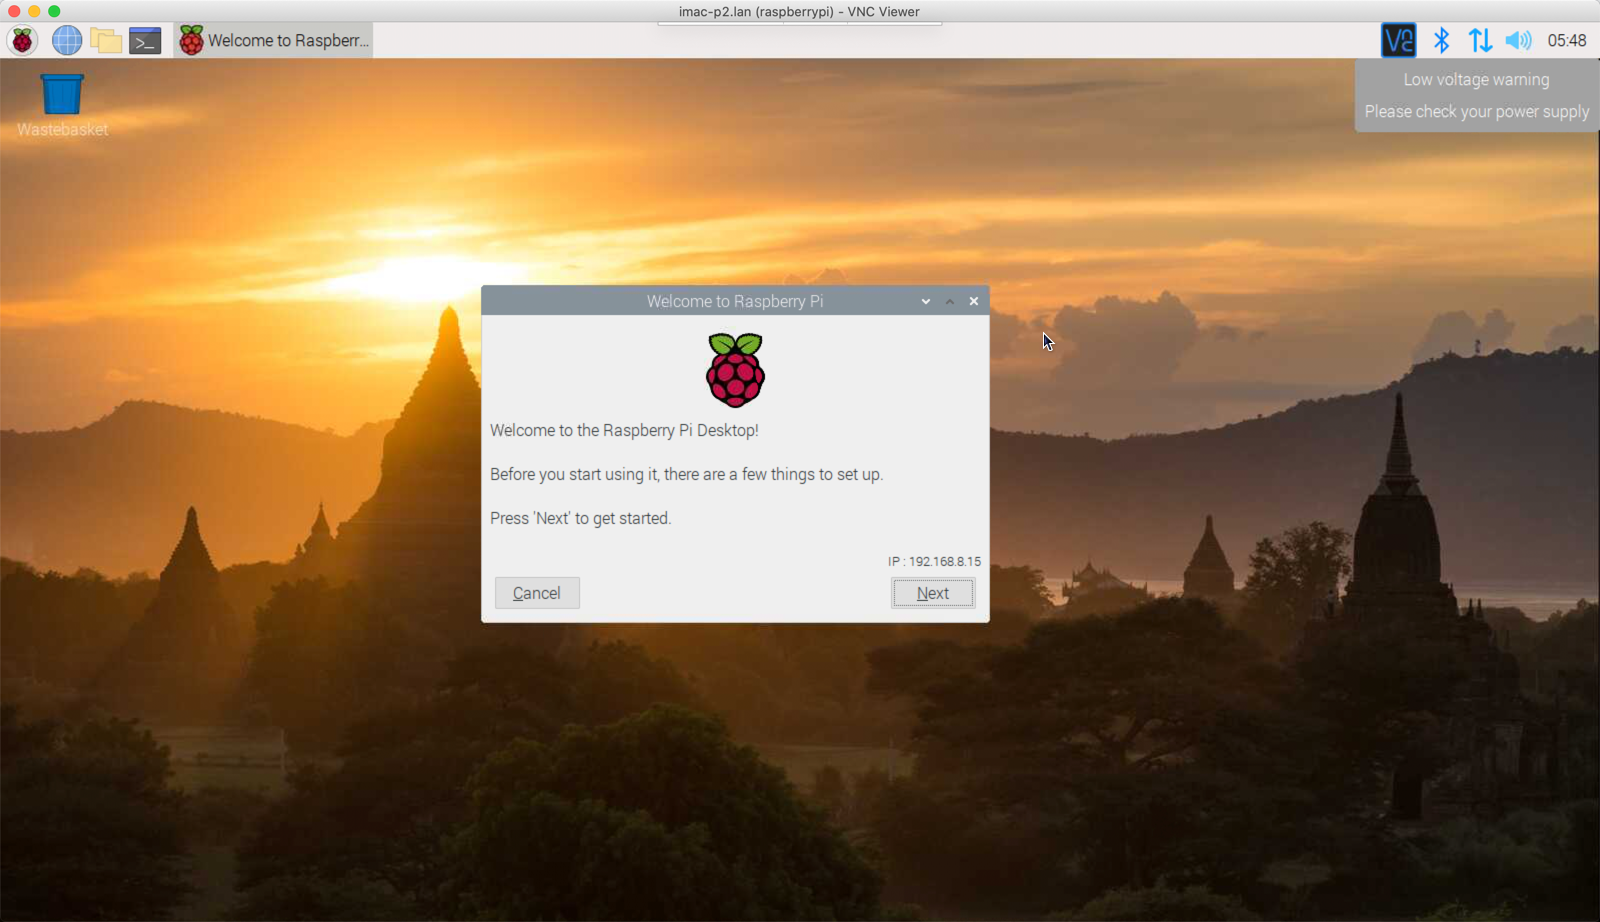 imac-p2.lan (raspberrypi) - VNC Viewer
>_
Welcome to Raspberr...
V2
05:48
Low voltage warning
Please check your power supply
Wastebasket
Welcome to Raspberry Pi
Welcome to the Raspberry Pi Desktop!
Before you start using it, there are a few things to set up.
Press 'Next' to get started.
IP : 192.168.8.15
Cancel
Next